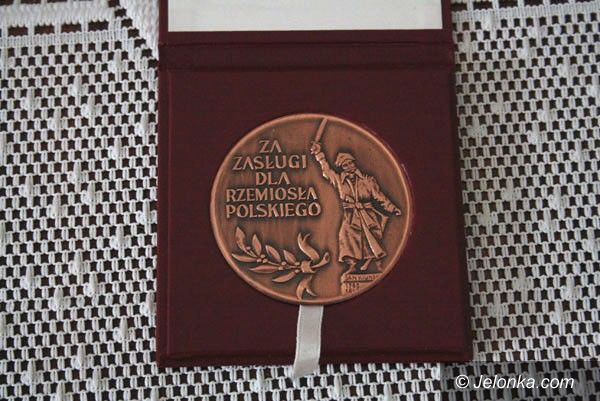 ZA
ZASŁUGI
DLA
RZEMIOSŁA
POLSKIEGO
© Jelonka.com